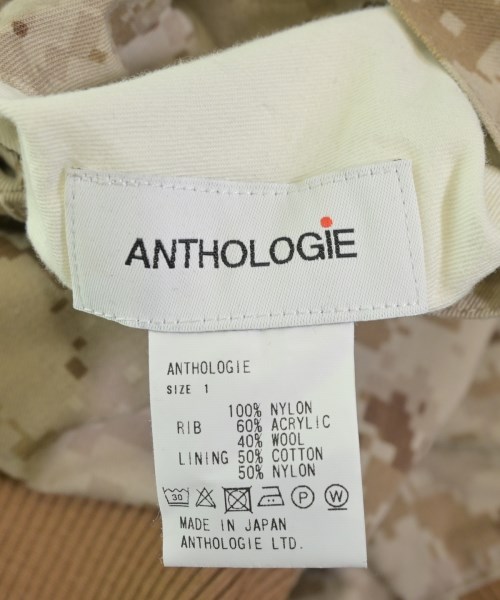 ANTHOLOGiE
ANTHOLOGIE
SIZE 1
100% NYLON
RIB 60% ACRYLIC
40% WOOL
LINING 50% COTTON
50% NYLON
30 P W
MADE IN JAPAN
ANTHOLOGIE LTD.